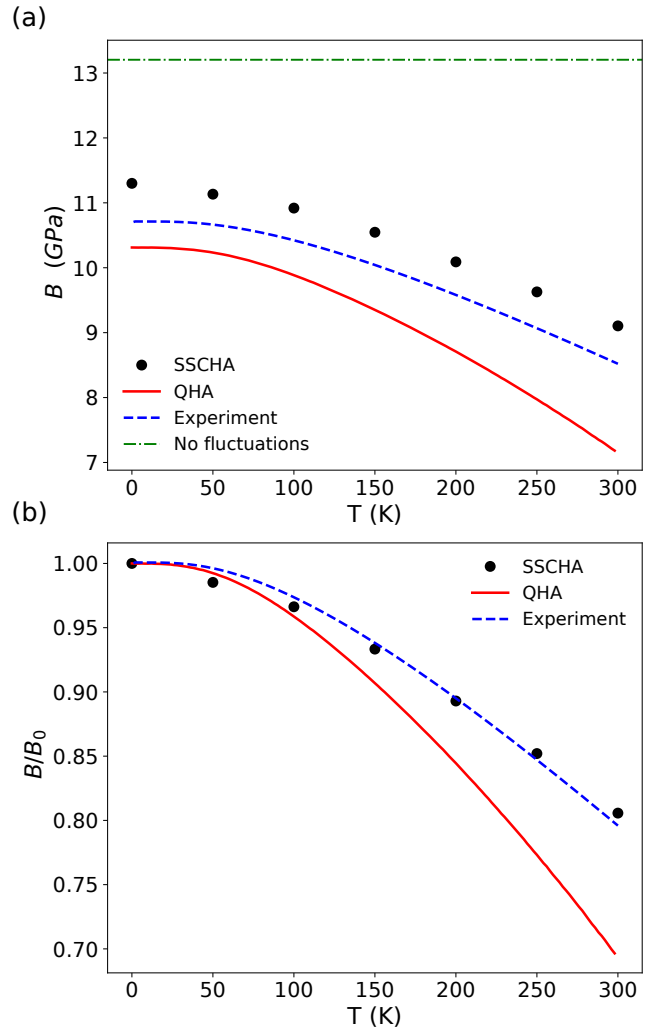 (a)
13
12
11
10
9
8
7
B (GPa)
SSCHA
QHA
Experiment
No fluctuations
0 50 100 150 200 250 300
T (K)
(b)
1.00
0.95
0.90
0.85
0.80
0.75
0.70
B/B₀
SSCHA
QHA
Experiment
0 50 100 150 200 250 300
T (K)